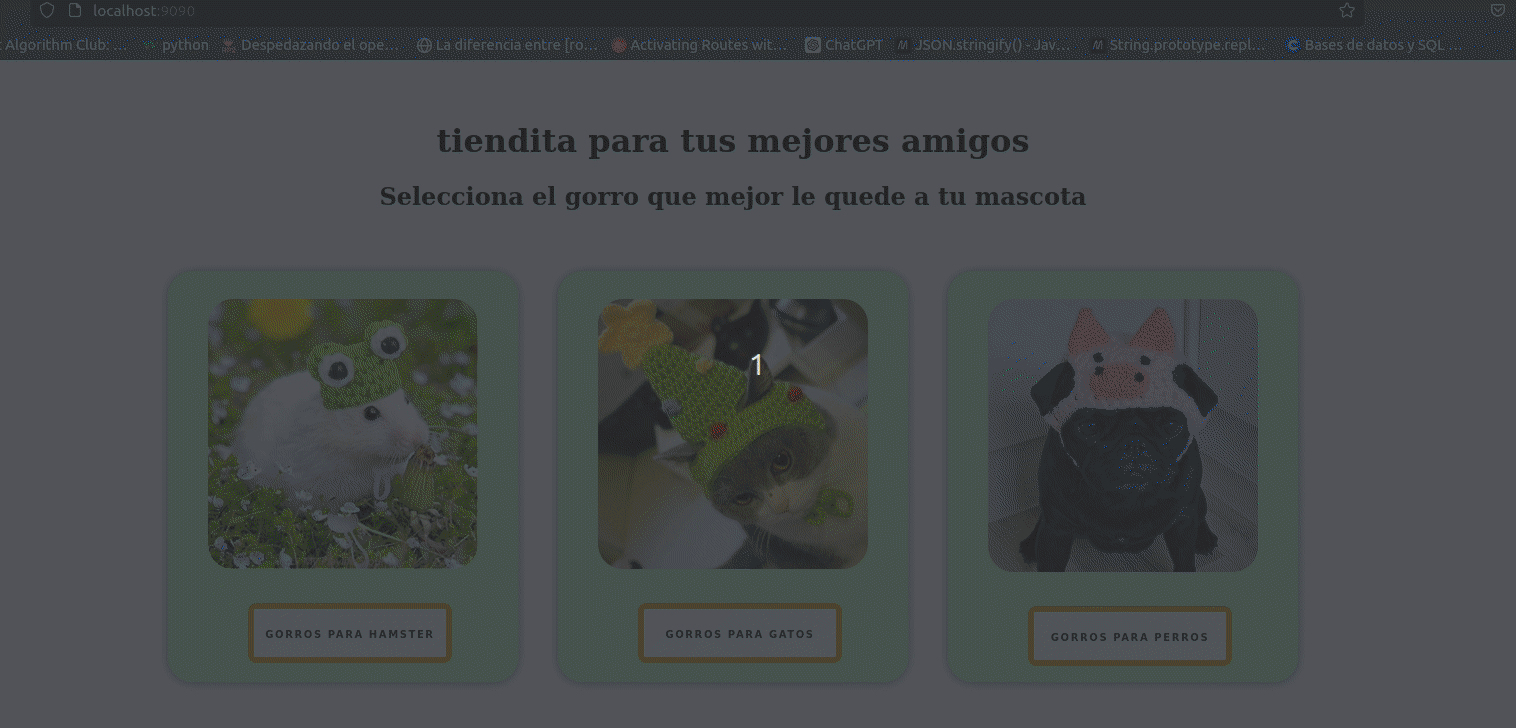 localhost:9090
Algorithm Club: ... python Despedazando el ope... La diferencia entre [ro... Activating Routes wit... ChatGPT JSON.stringify() - Jav... String.prototype.repl... Bases de datos y SQL ...
tiendita para tus mejores amigos
Selecciona el gorro que mejor le quede a tu mascota
1
GORROS PARA HAMSTER
GORROS PARA GATOS
GORROS PARA PERROS